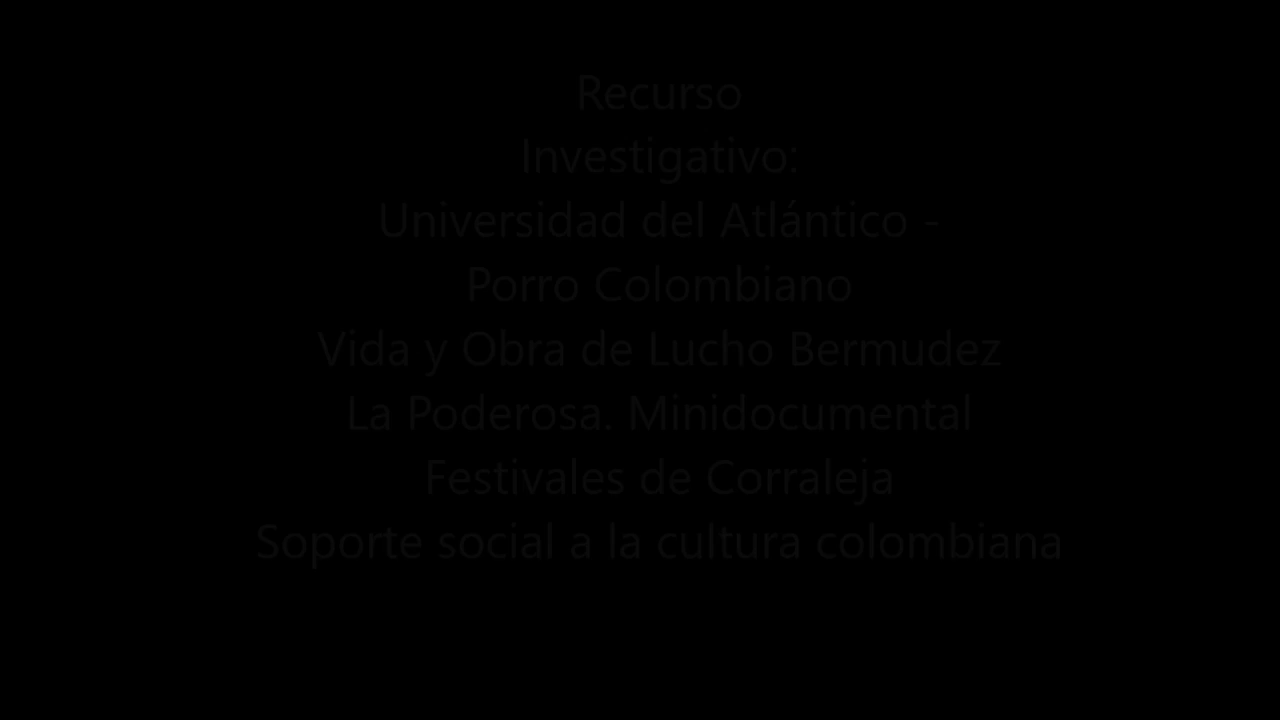 Recurso
Investigativo:
Universidad del Atlántico -
Porro Colombiano
Vida y Obra de Lucho Bermudez
La Poderosa. Minidocumental
Festivales de Corraleja
Soporte social a la cultura colombiana